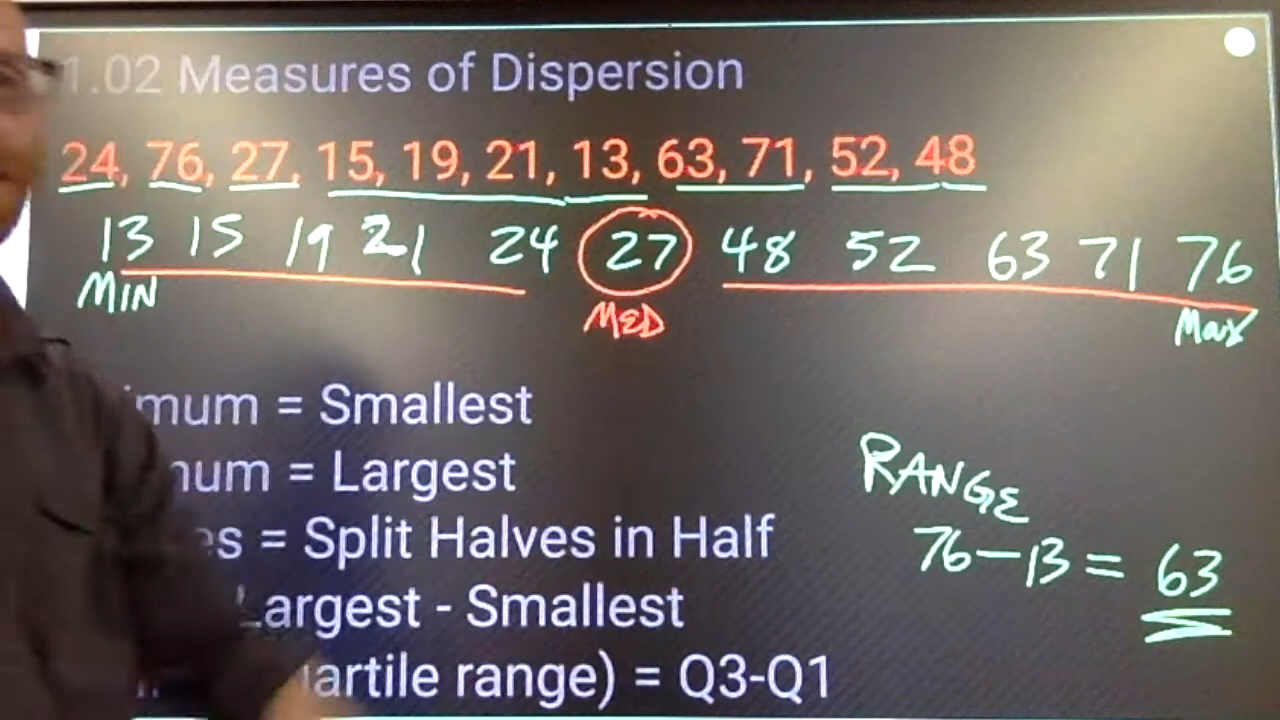 1.02 Measures of Dispersion
24, 76, 27, 15, 19, 21, 13, 63, 71, 52, 48
13 15 19 21 24 27 48 52 63 71 76
MIN MED Max
mum = Smallest
num = Largest
RANGE
es = Split Halves in Half
76-13 = 63
Largest - Smallest
artile range) = Q3-Q1